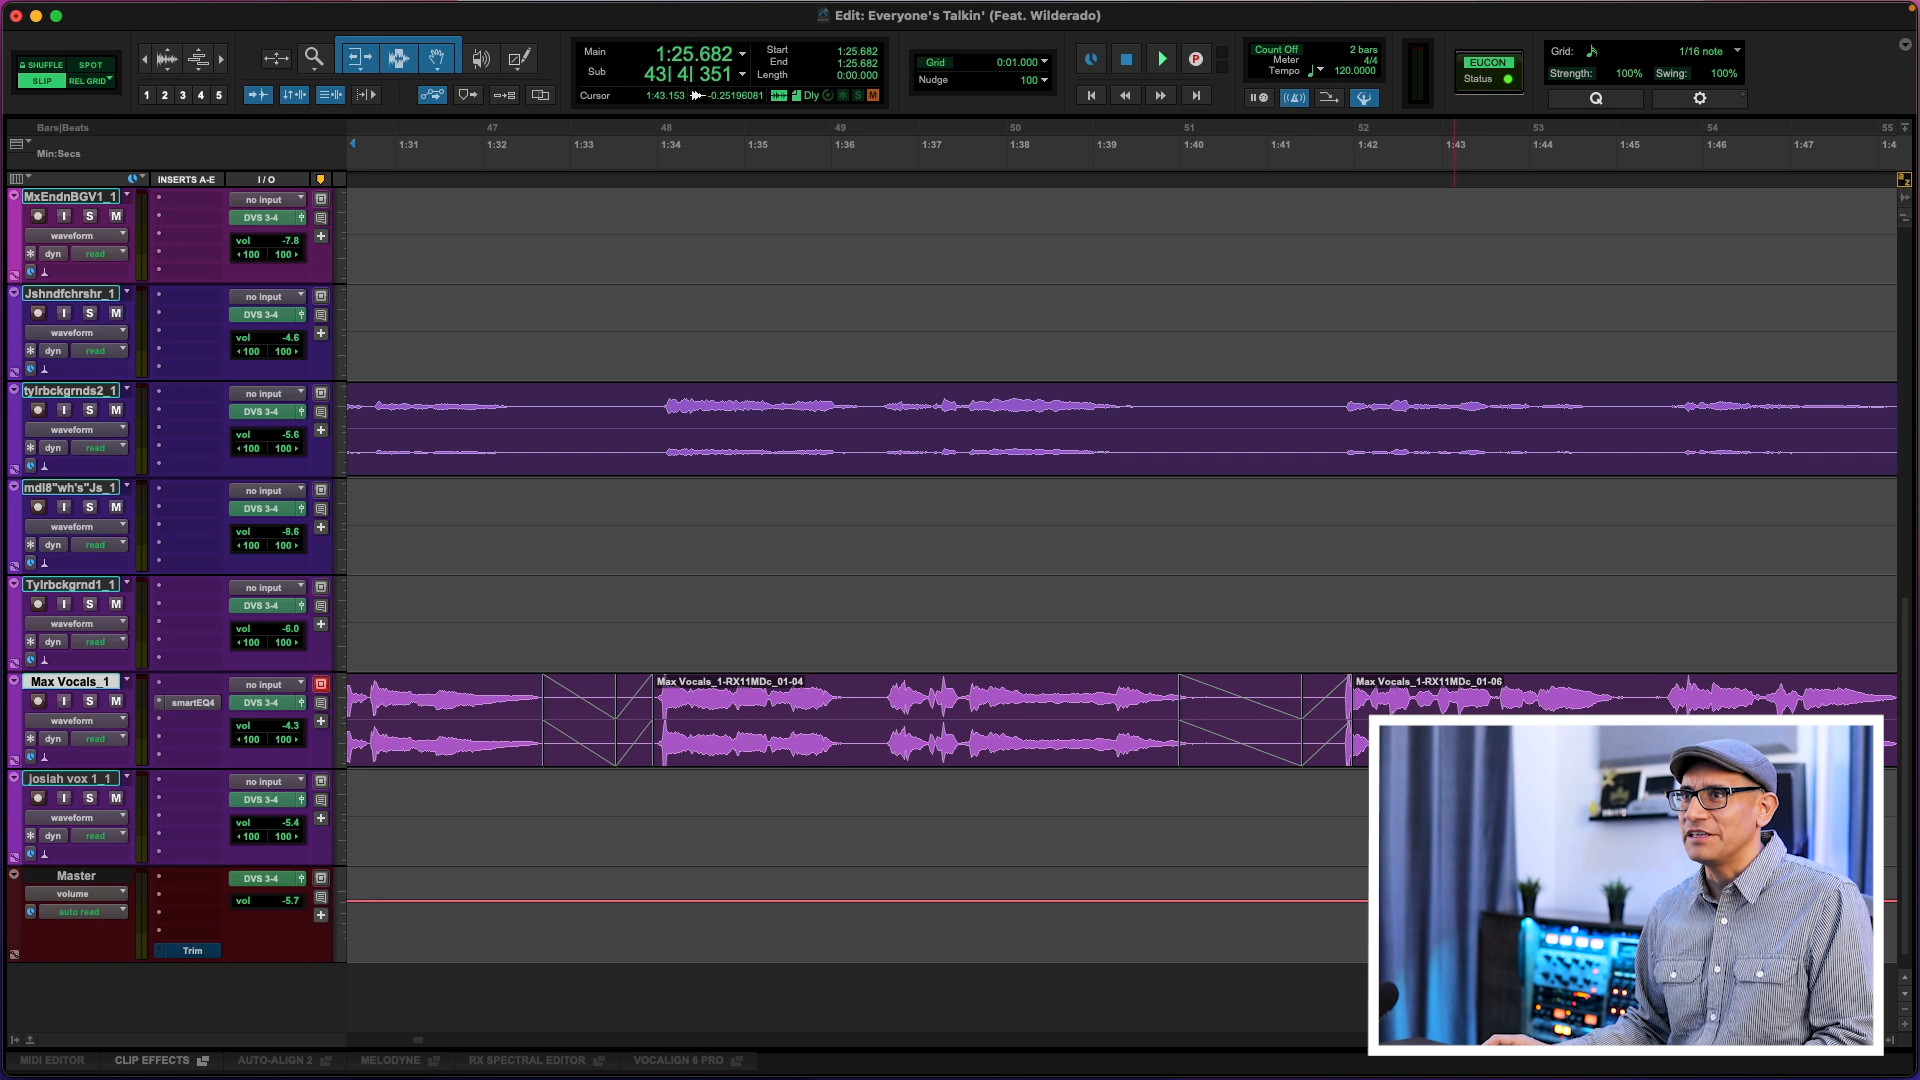 Edit: Everyone's Talkin' (Feat. Wilderado)
SHUFFLE SPOT
SLIP REL GRID
1 2 3 4 5
Main 1:25.682
Sub 43| 4| 351
Start 1:25.682
End 1:25.682
Length 0:00.000
Cursor 1:43.153 -0.25196081 Dly S M
Grid 0:01.000
Nudge 100
P
Count Off 2 bars
Meter 4/4
Tempo 120.0000
EUCON
Status
Grid: 1/16 note
Strength: 100% Swing: 100%
Q
Bars|Beats 47 48 49 50 51 52 53 54 55
Min:Secs 1:31 1:32 1:33 1:34 1:35 1:36 1:37 1:38 1:39 1:40 1:41 1:42 1:43 1:44 1:45 1:46 1:47 1:4
INSERTS A-E I / O
a z
MxEndnBGV1_1 no input
I S M DVS 3-4
waveform vol -7.8
dyn read 100 100
Jshndfchrshr_1 no input
I S M DVS 3-4
waveform vol -4.6
dyn read 100 100
tylrbckgrnds2_1 no input
I S M DVS 3-4
waveform vol -5.6
dyn read 100 100
mdl8"wh's"Js_1 no input
I S M DVS 3-4
waveform vol -8.6
dyn read 100 100
Tylrbckgrnd1_1 no input
I S M DVS 3-4
waveform vol -6.0
dyn read 100 100
Max Vocals_1 no input Max Vocals_1-RX11MDc_01-04 Max Vocals_1-RX11MDc_01-06
I S M smartEQ4 DVS 3-4
waveform vol -4.3
dyn read 100 100
josiah vox 1_1 no input
I S M DVS 3-4
waveform vol -5.4
dyn read 100 100
Master DVS 3-4
volume vol -5.7
auto read
Trim
MIDI EDITOR CLIP EFFECTS AUTO-ALIGN 2 MELODYNE RX SPECTRAL EDITOR VOCALIGN 6 PRO